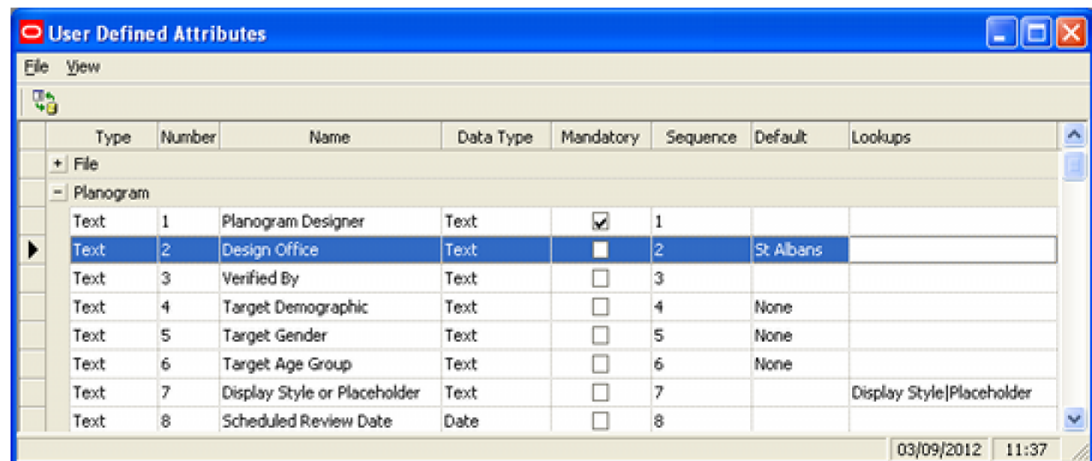 User Defined Attributes
File View
Type Number Name Data Type Mandatory Sequence Default Lookups
File
Planogram
Text 1 Planogram Designer Text 1
Text 2 Design Office Text 2 St Albans
Text 3 Verified By Text 3
Text 4 Target Demographic Text 4 None
Text 5 Target Gender Text 5 None
Text 6 Target Age Group Text 6 None
Text 7 Display Style or Placeholder Text 7 Display Style|Placeholder
Text 8 Scheduled Review Date Date 8
03/09/2012 11:37